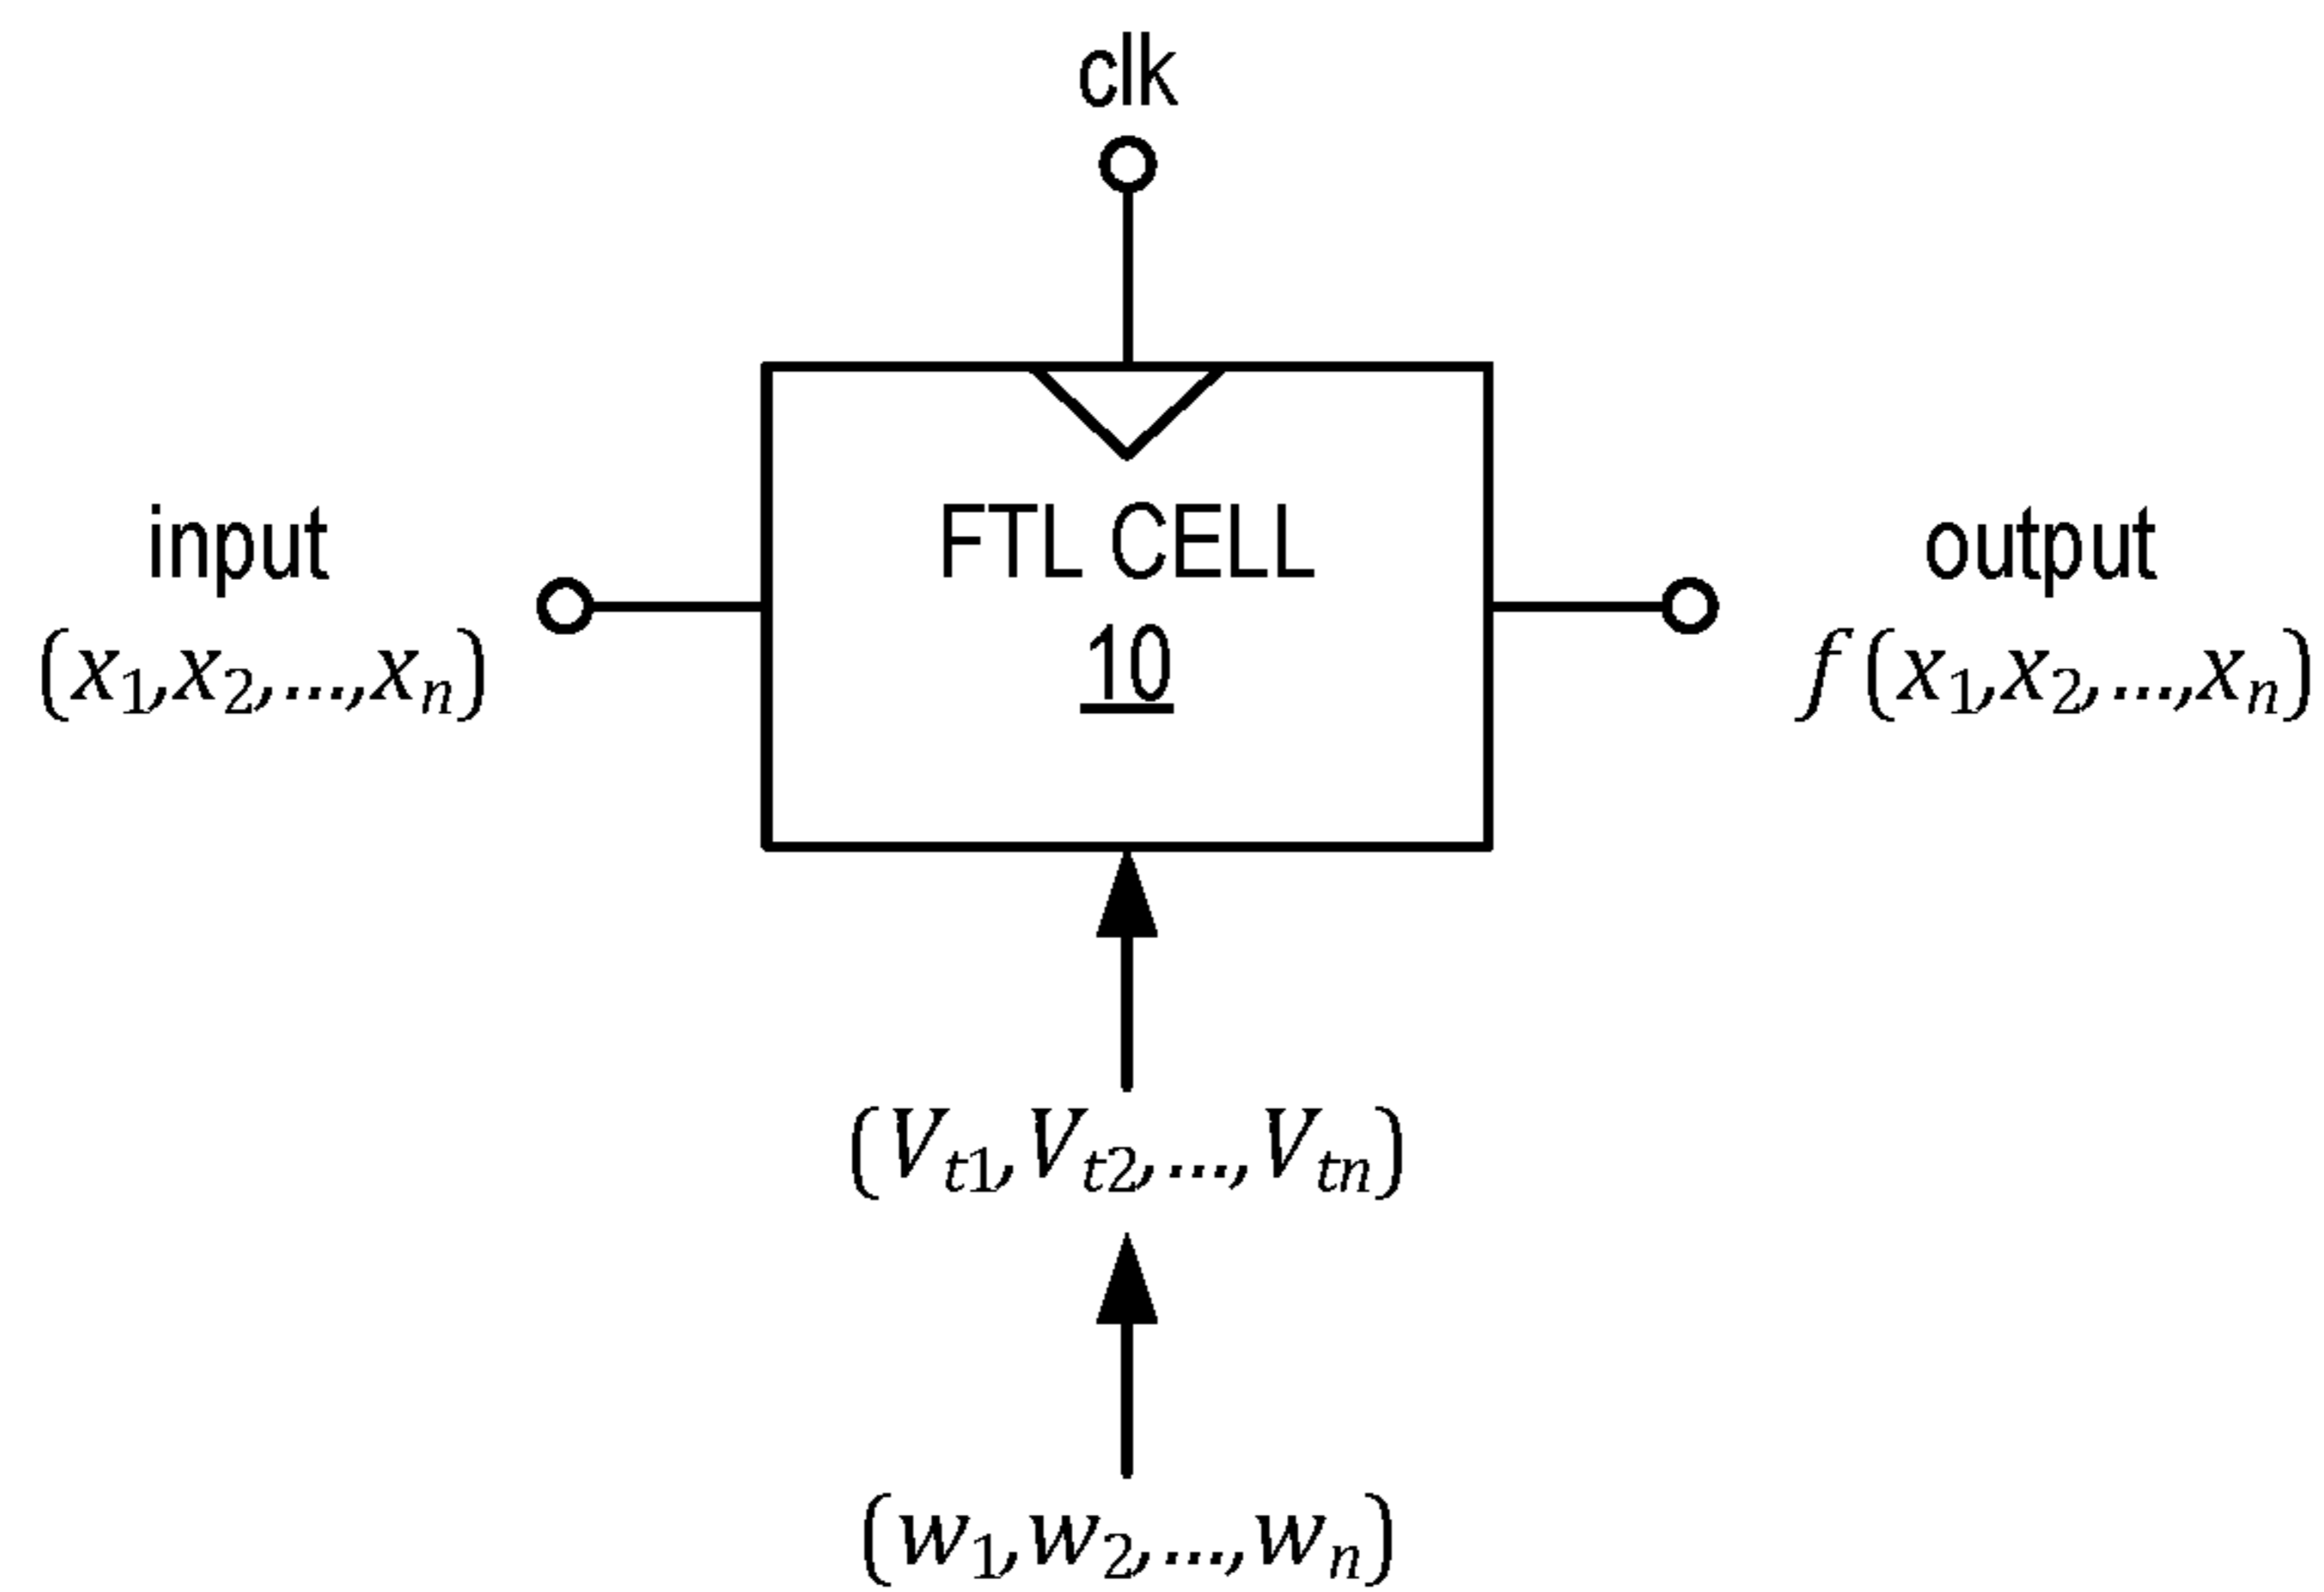 clk
FTL CELL
10
input
(x₁,x₂,...,xₙ)
output
f(x₁,x₂,...,xₙ)
(Vₜ₁,Vₜ₂,...,Vₜₙ)
(w₁,w₂,...,wₙ)